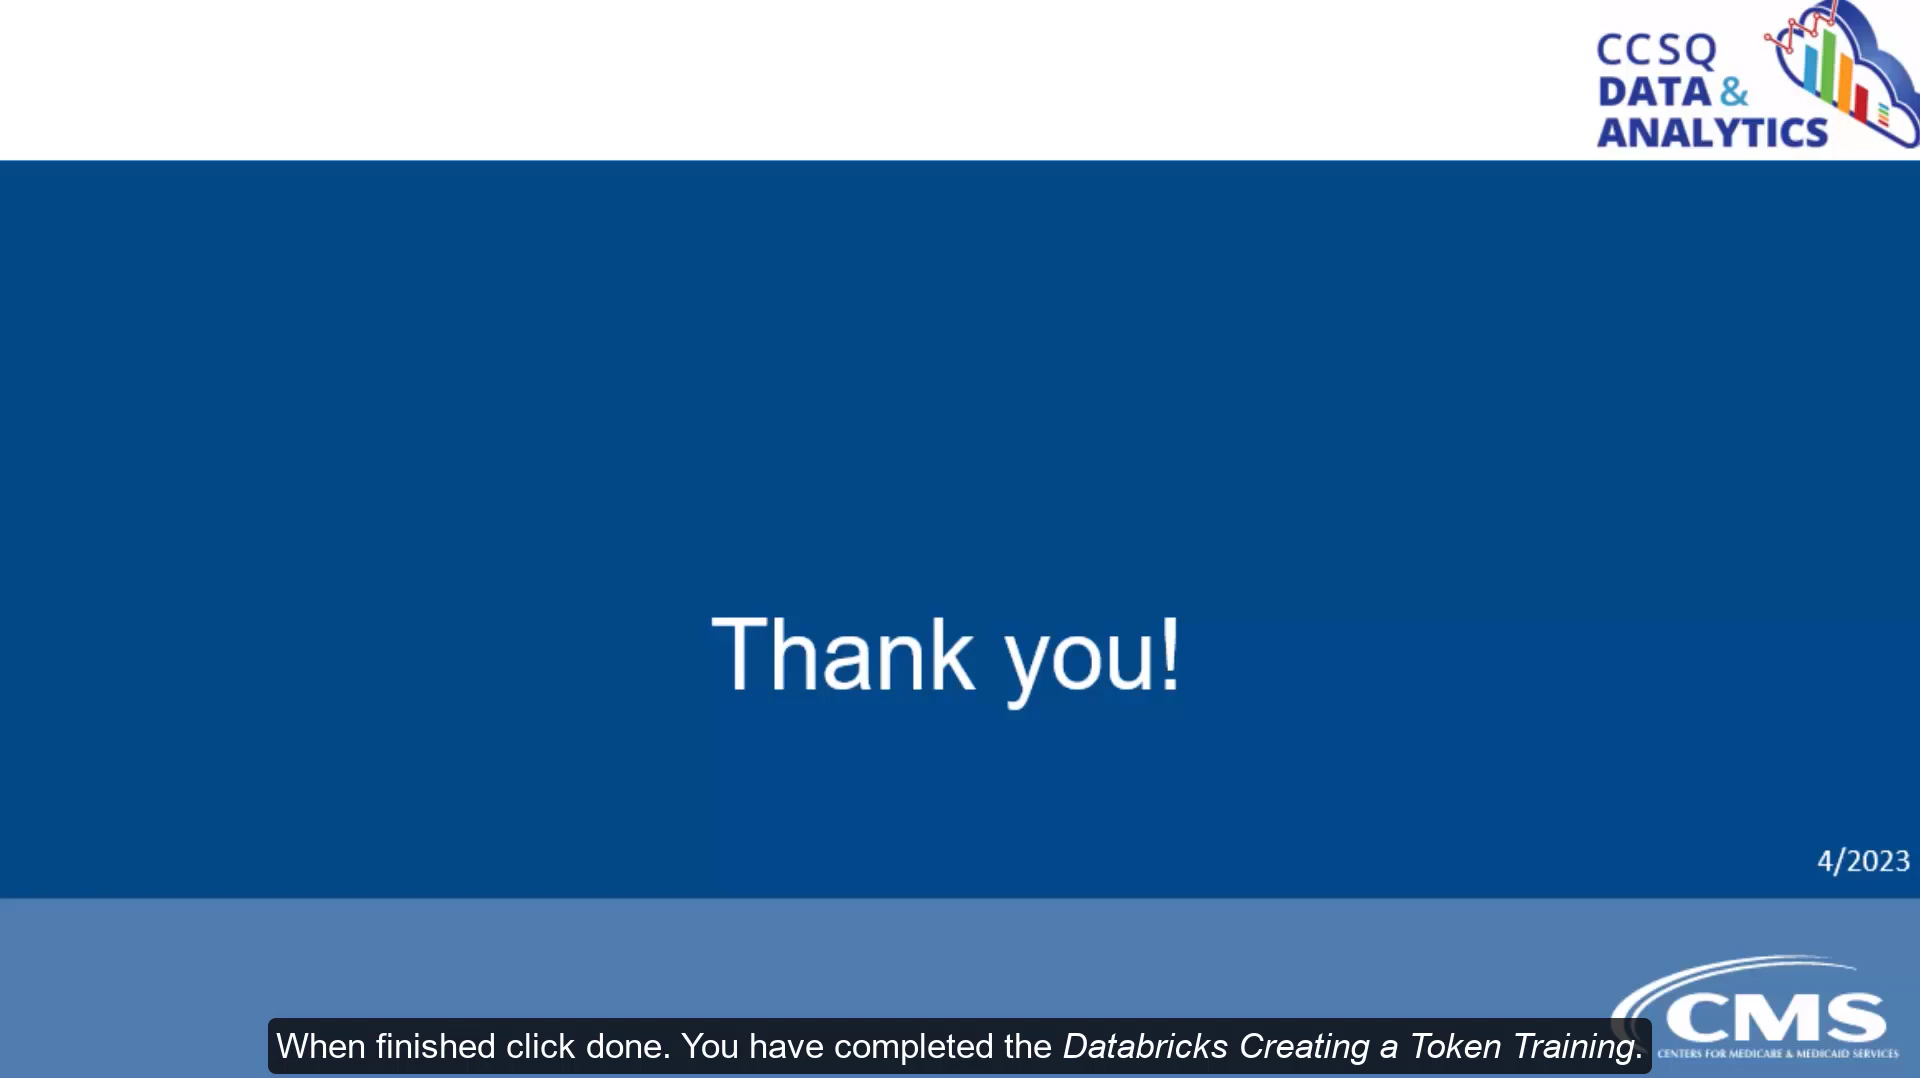 CCSQ
DATA &
ANALYTICS
Thank you!
4/2023
CMS
CENTERS FOR MEDICARE & MEDICAID SERVICES
When finished click done. You have completed the Databricks Creating a Token Training.